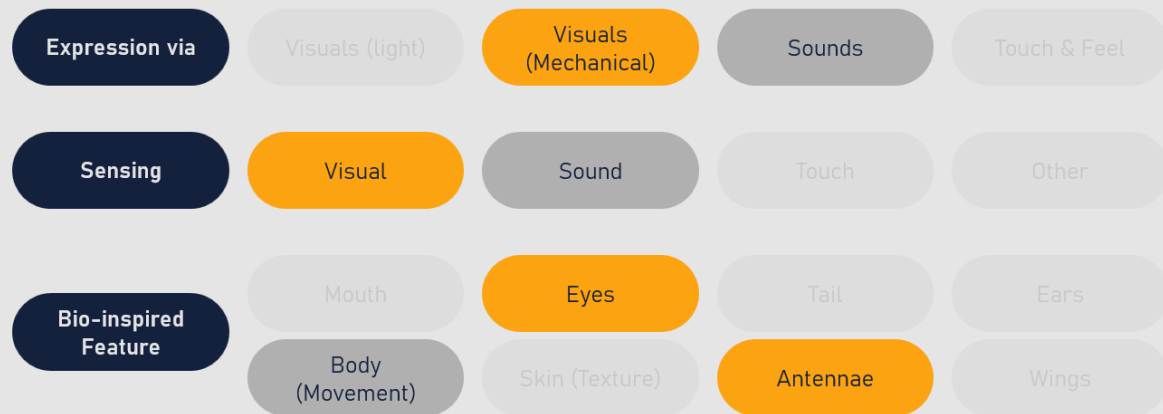 Expression via
Visuals (light)
Visuals
(Mechanical)
Sounds
Touch & Feel
Sensing
Visual
Sound
Touch
Other
Bio-inspired
Feature
Mouth
Eyes
Tail
Ears
Body
(Movement)
Skin (Texture)
Antennae
Wings